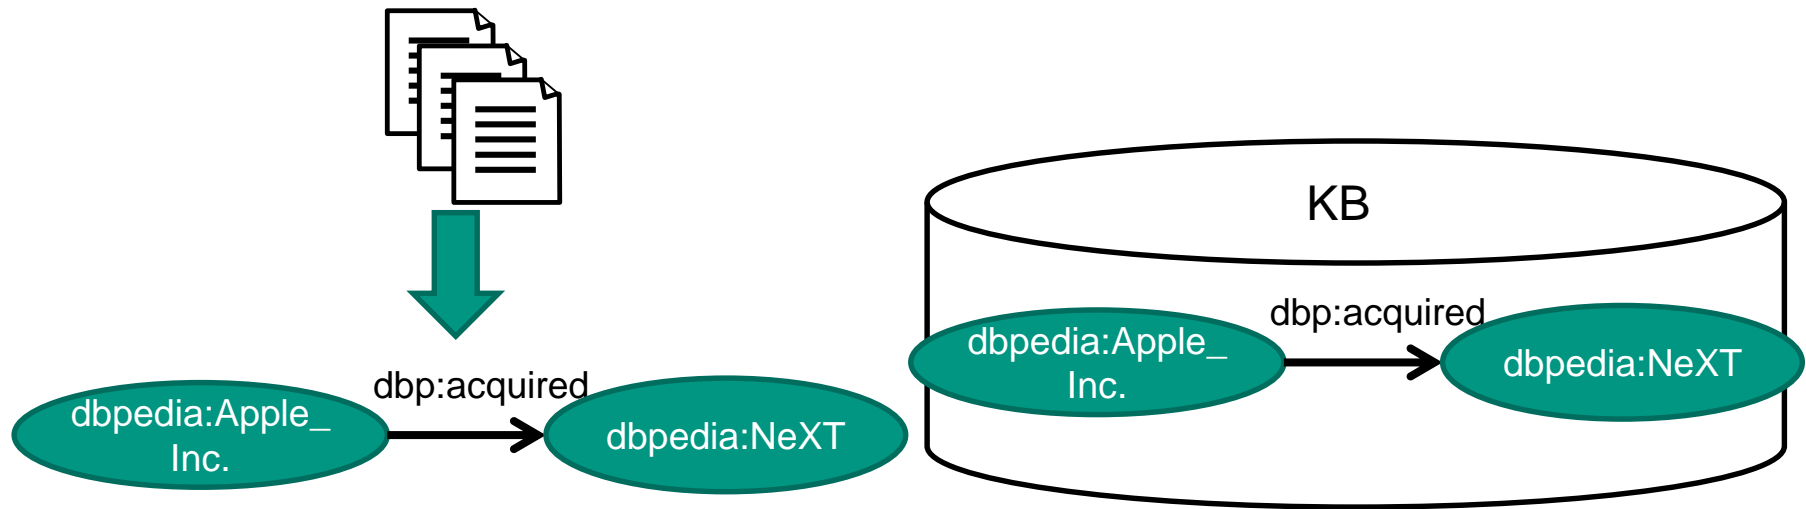 dbp:acquired
dbpedia:Apple_
Inc.
dbpedia:NeXT
KB
dbp:acquired
dbpedia:Apple_
Inc.
dbpedia:NeXT